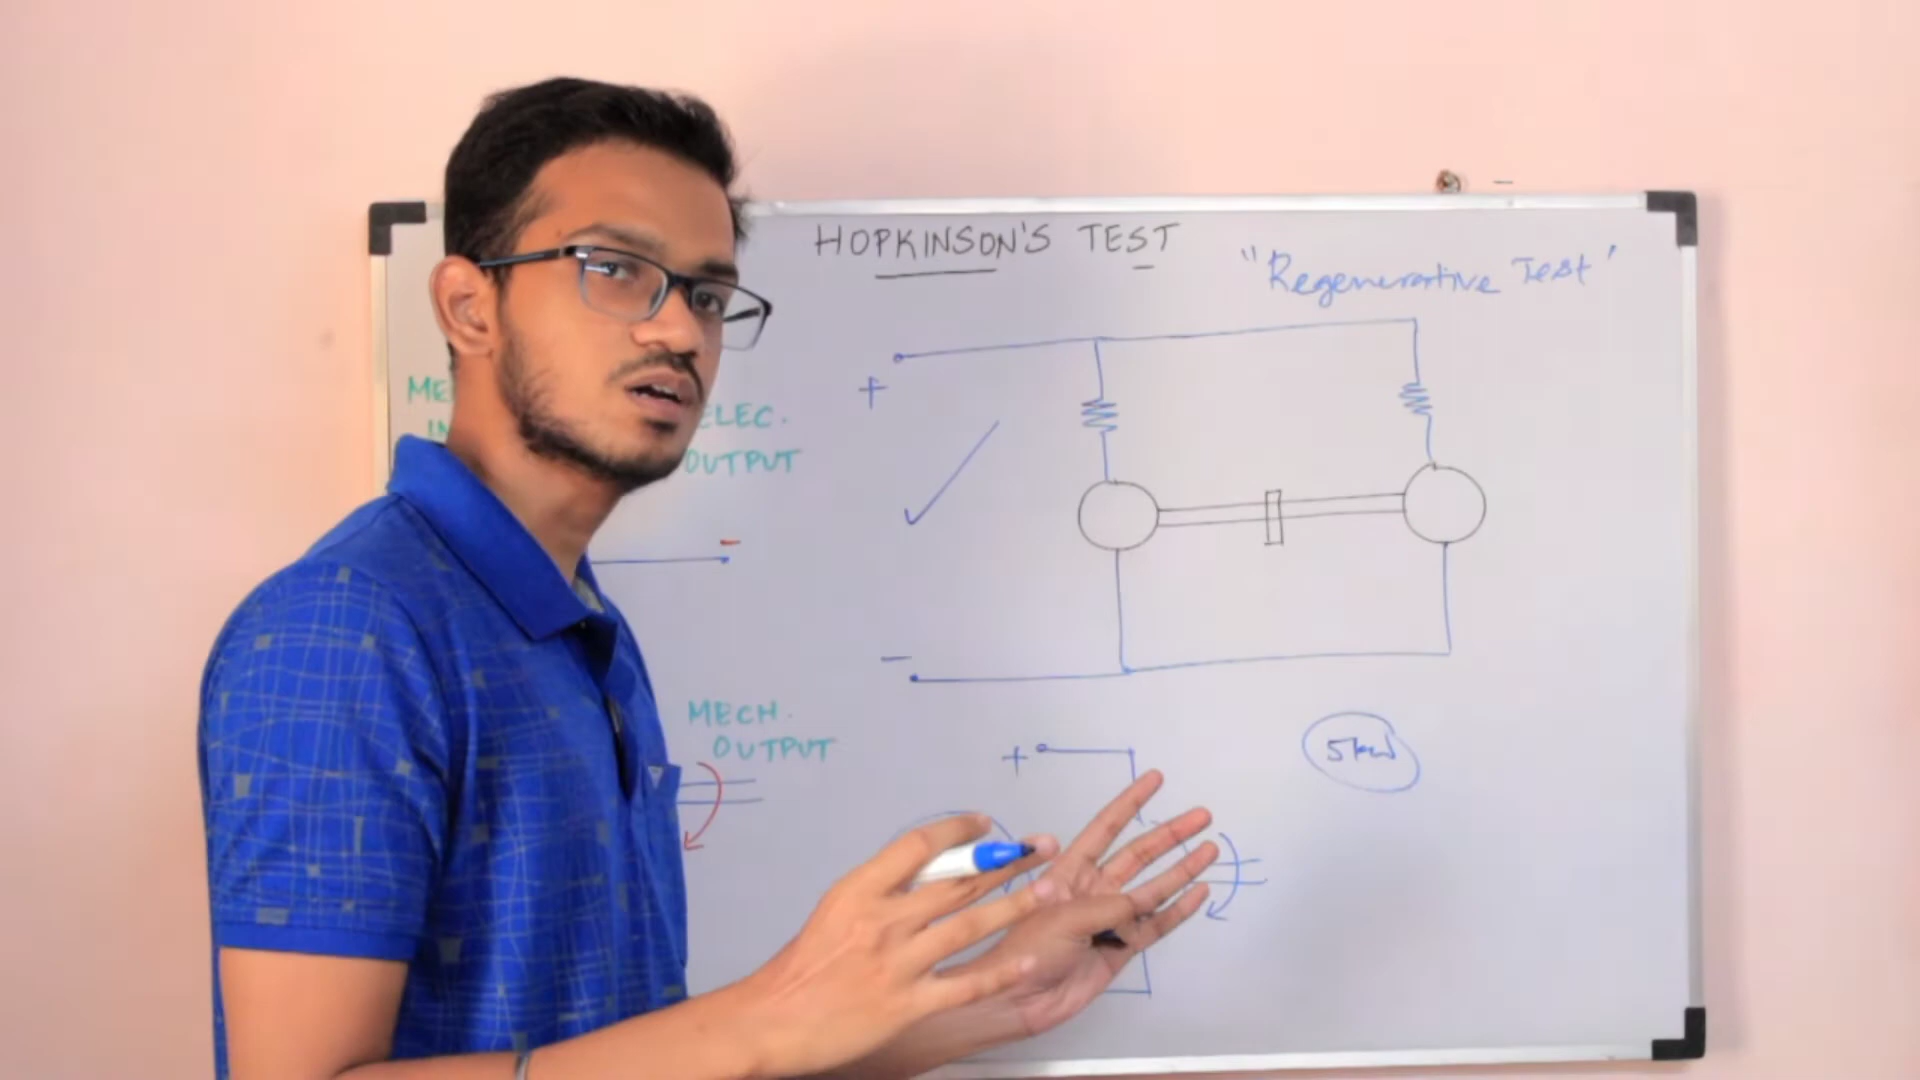 HOPKINSON'S TEST
"Regenerative Test"
+
ELEC.
OUTPUT
-
-
MECH.
OUTPUT
+
5kW